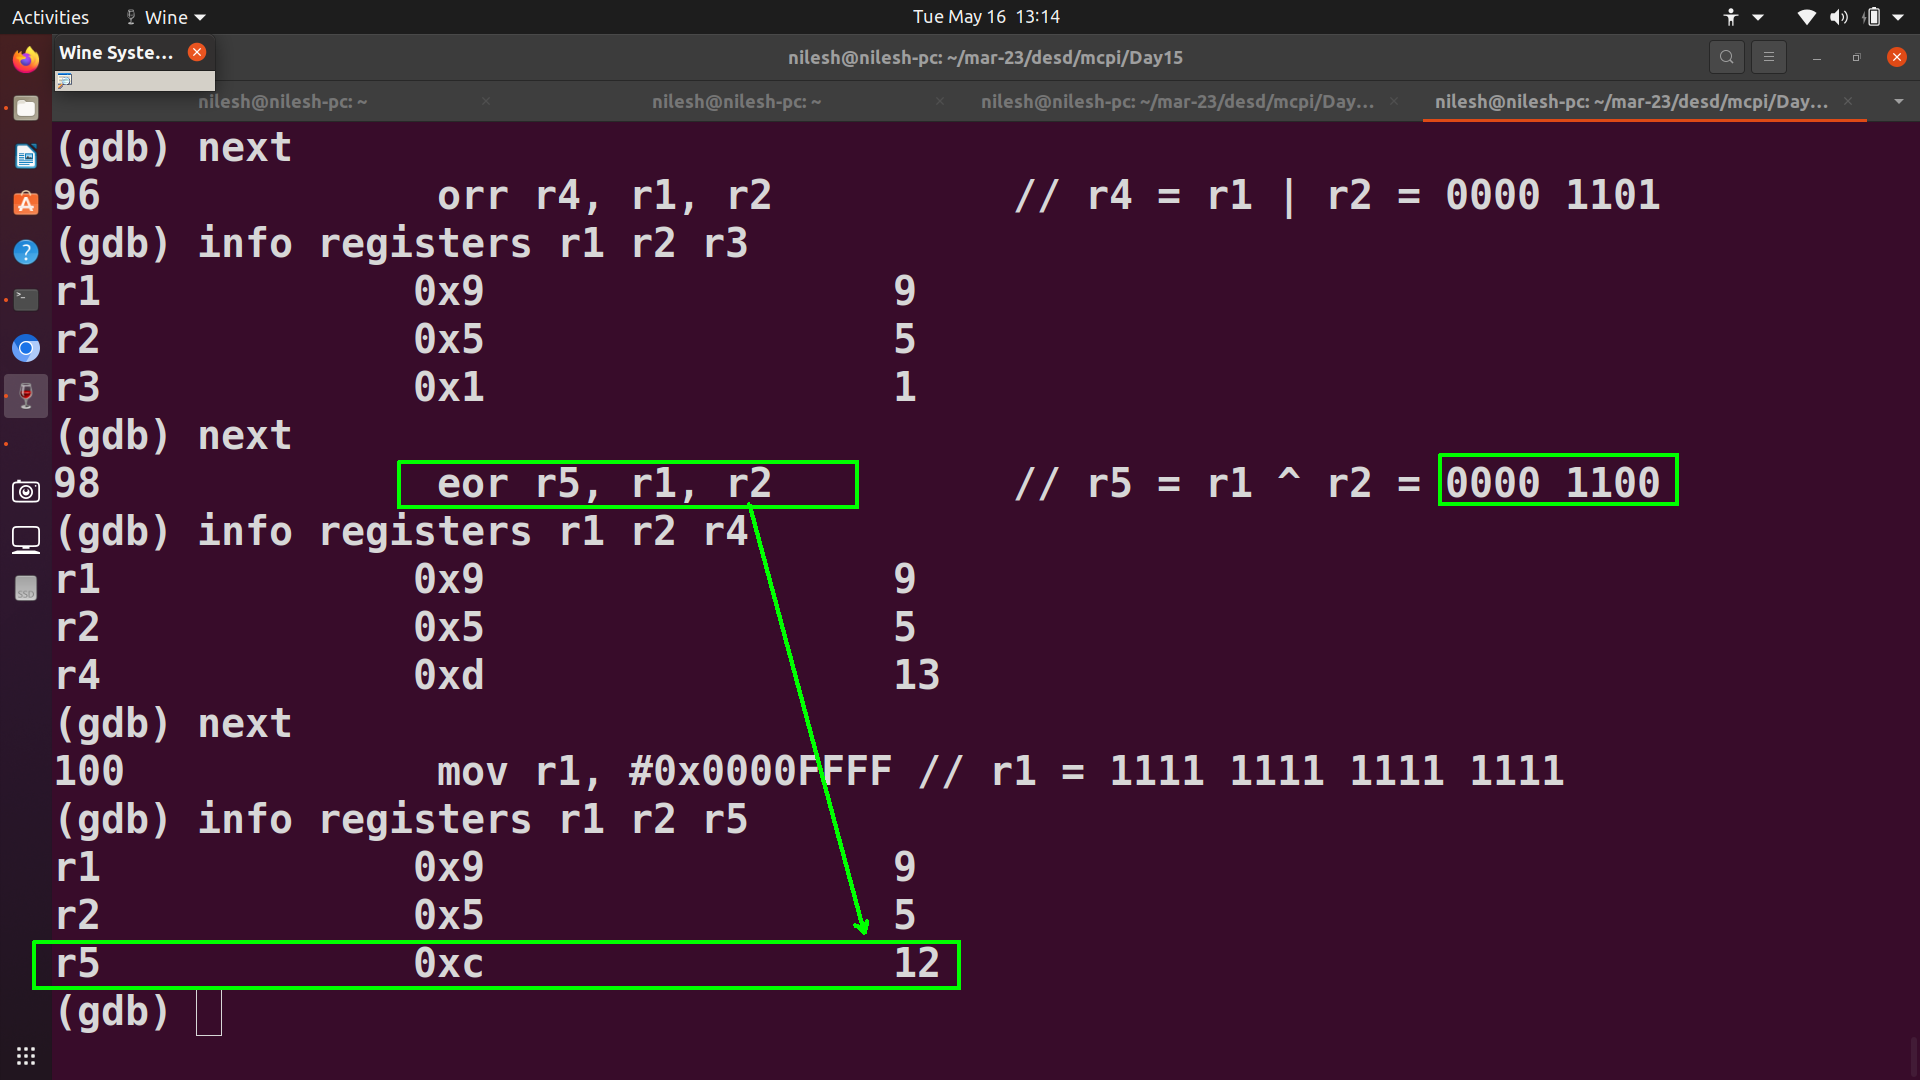 Activities Wine Tue May 16 13:14
Wine Syste...
nilesh@nilesh-pc: ~/mar-23/desd/mcpi/Day15
nilesh@nilesh-pc: ~ nilesh@nilesh-pc: ~ nilesh@nilesh-pc: ~/mar-23/desd/mcpi/Day... nilesh@nilesh-pc: ~/mar-23/desd/mcpi/Day...
(gdb) next
96 orr r4, r1, r2 // r4 = r1 | r2 = 0000 1101
(gdb) info registers r1 r2 r3
r1 0x9 9
r2 0x5 5
r3 0x1 1
(gdb) next
98 eor r5, r1, r2 // r5 = r1 ^ r2 = 0000 1100
(gdb) info registers r1 r2 r4
r1 0x9 9
r2 0x5 5
r4 0xd 13
(gdb) next
100 mov r1, #0x0000FFFF // r1 = 1111 1111 1111 1111
(gdb) info registers r1 r2 r5
r1 0x9 9
r2 0x5 5
r5 0xc 12
(gdb)
SSD